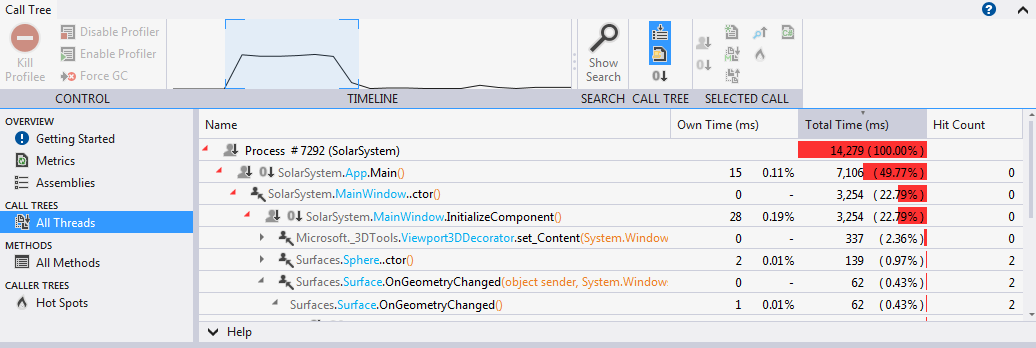 Call Tree
Kill Profilee
Disable Profiler
Enable Profiler
Force GC
Show Search
CONTROL
TIMELINE
SEARCH
CALL TREE
SELECTED CALL
OVERVIEW
Getting Started
Metrics
Assemblies
CALL TREES
All Threads
METHODS
All Methods
CALLER TREES
Hot Spots
Name Own Time (ms) Total Time (ms) Hit Count
Process # 7292 (SolarSystem) 14,279 (100.00% )
SolarSystem.App.Main() 15 0.11% 7,106 (49.77%) 0
SolarSystem.MainWindow..ctor() 0 - 3,254 (22.79%) 0
SolarSystem.MainWindow.InitializeComponent() 28 0.19% 3,254 (22.79%) 0
Microsoft._3DTools.Viewport3DDecorator.set_Content(System.Window 0 - 337 (2.36%) 0
Surfaces.Sphere..ctor() 2 0.01% 139 (0.97%) 0
Surfaces.Surface.OnGeometryChanged(object sender, System.Window 0 - 62 (0.43%) 2
Surfaces.Surface.OnGeometryChanged() 1 0.01% 62 (0.43%) 2
Help